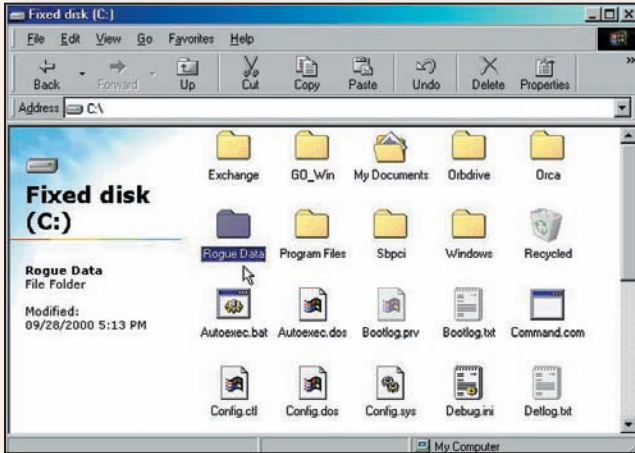 Fixed disk (C:)
File Edit View Go Favorites Help
Back Forward Up Cut Copy Paste Undo Delete Properties »
Address C:\
Fixed disk
(C:)
Rogue Data
File Folder
Modified:
09/28/2000 5:13 PM
Exchange GO_Win My Documents Orbdrive Orca
Rogue Data Program Files Sbpci Windows Recycled
Autoexec.bat Autoexec.dos Bootlog.prv Bootlog.txt Command.com
Config.ctl Config.dos Config.sys Debug.ini Detlog.txt
My Computer